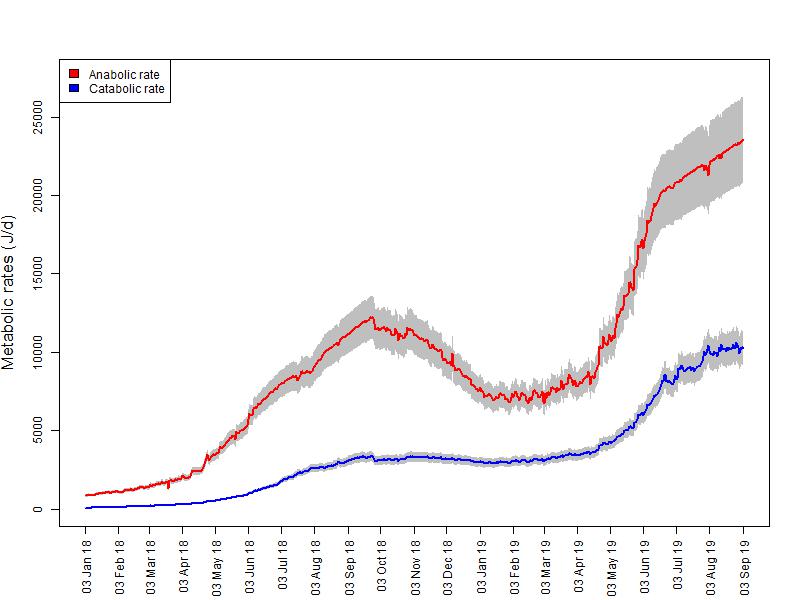 Anabolic rate
Catabolic rate
Metabolic rates (J/d)
25000
20000
15000
10000
5000
0
03 Jan 18
03 Feb 18
03 Mar 18
03 Apr 18
03 May 18
03 Jun 18
03 Jul 18
03 Aug 18
03 Sep 18
03 Oct 18
03 Nov 18
03 Dec 18
03 Jan 19
03 Feb 19
03 Mar 19
03 Apr 19
03 May 19
03 Jun 19
03 Jul 19
03 Aug 19
03 Sep 19